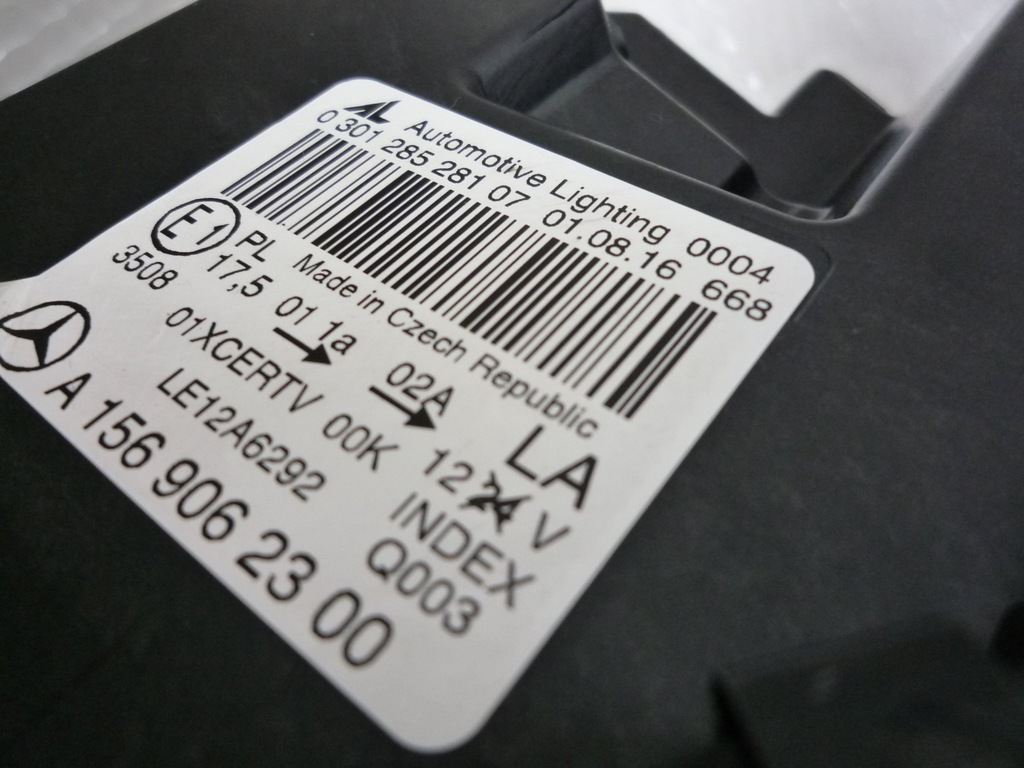 AL Automotive Lighting 0004
0 301 285 281 07 01.08.16 668
E1 PL Made in Czech Republic
3508 17,5 01 1a 02A LA
01XCERTV 00K 12 24 V
LE12A6292 INDEX
A 156 906 23 00 Q003